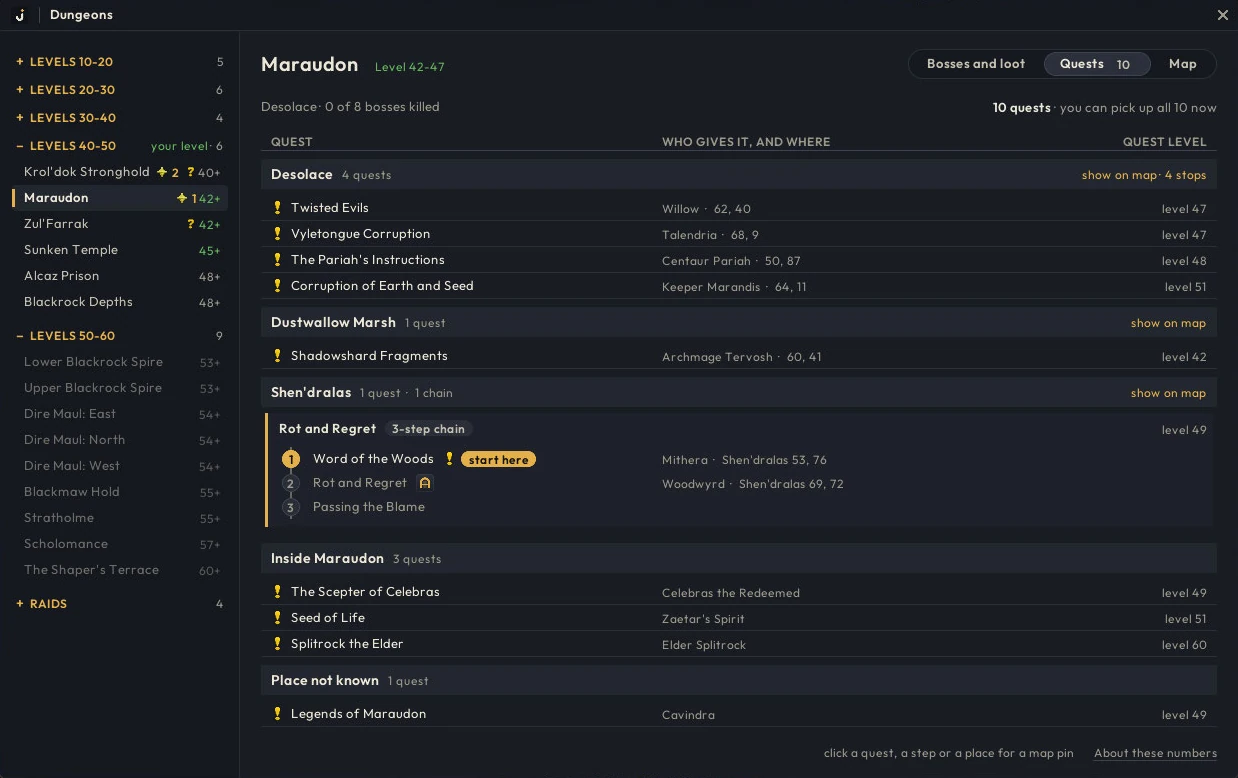 Dungeons
+ LEVELS 10-20 5
+ LEVELS 20-30 6
+ LEVELS 30-40 4
– LEVELS 40-50 your level · 6
Krol'dok Stronghold 2 ? 40+
Maraudon 1 42+
Zul'Farrak ? 42+
Sunken Temple 45+
Alcaz Prison 48+
Blackrock Depths 48+
– LEVELS 50-60 9
Lower Blackrock Spire 53+
Upper Blackrock Spire 53+
Dire Maul: East 54+
Dire Maul: North 54+
Dire Maul: West 54+
Blackmaw Hold 55+
Stratholme 55+
Scholomance 57+
The Shaper's Terrace 60+
+ RAIDS 4
Maraudon Level 42-47
Bosses and loot Quests 10 Map
Desolace · 0 of 8 bosses killed
10 quests · you can pick up all 10 now
QUEST WHO GIVES IT, AND WHERE QUEST LEVEL
Desolace 4 quests show on map · 4 stops
! Twisted Evils Willow · 62, 40 level 47
! Vyletongue Corruption Talendria · 68, 9 level 47
! The Pariah's Instructions Centaur Pariah · 50, 87 level 48
! Corruption of Earth and Seed Keeper Marandis · 64, 11 level 51
Dustwallow Marsh 1 quest show on map
! Shadowshard Fragments Archmage Tervosh · 60, 41 level 42
Shen'dralas 1 quest · 1 chain show on map
Rot and Regret 3-step chain level 49
1 Word of the Woods ! start here Mithera · Shen'dralas 53, 76
2 Rot and Regret Woodwyrd · Shen'dralas 69, 72
3 Passing the Blame
Inside Maraudon 3 quests
! The Scepter of Celebras Celebras the Redeemed level 49
! Seed of Life Zaetar's Spirit level 51
! Splitrock the Elder Elder Splitrock level 60
Place not known 1 quest
! Legends of Maraudon Cavindra level 49
click a quest, a step or a place for a map pin About these numbers